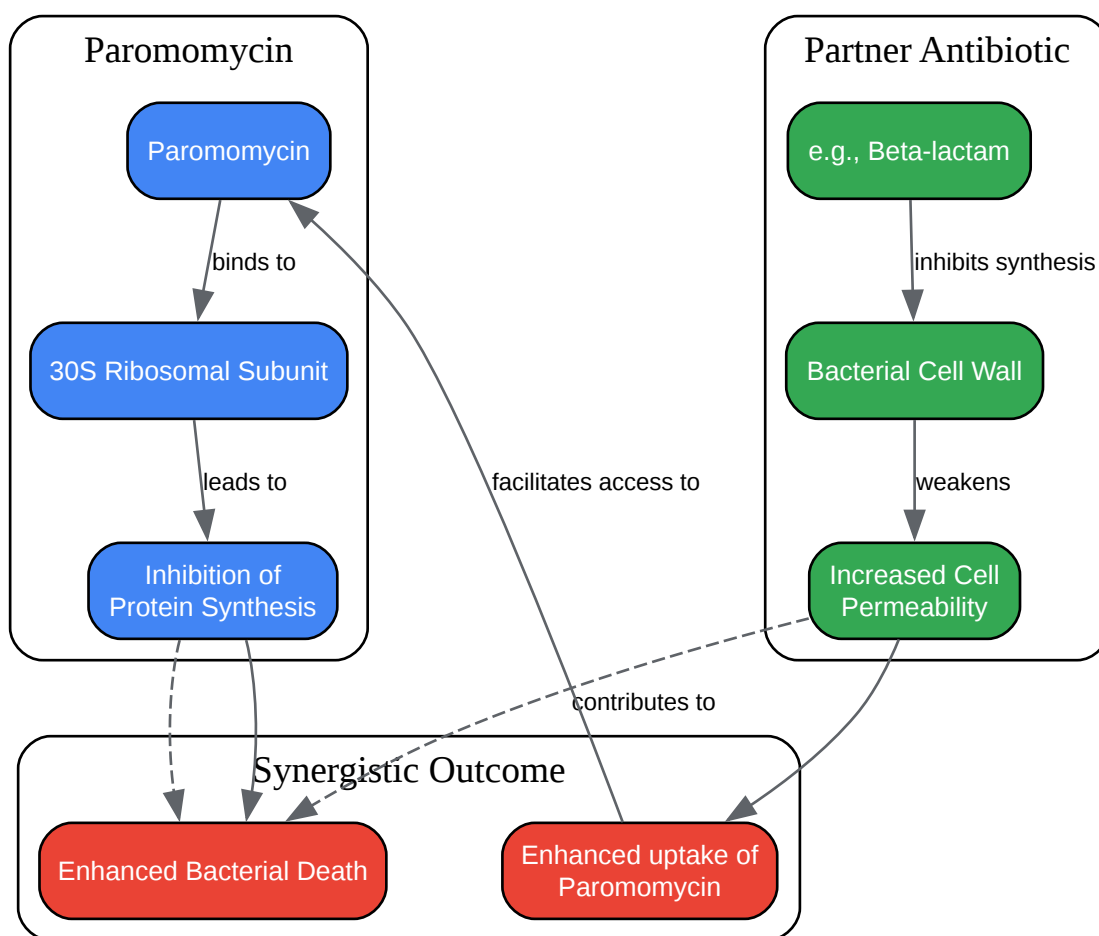 Paromomycin
Partner Antibiotic
Paromomycin
e.g., Beta-lactam
binds to
inhibits synthesis
30S Ribosomal Subunit
Bacterial Cell Wall
leads to
facilitates access to
weakens
Inhibition of
Protein Synthesis
Increased Cell
Permeability
contributes to
Synergistic Outcome
Enhanced Bacterial Death
Enhanced uptake of
Paromomycin